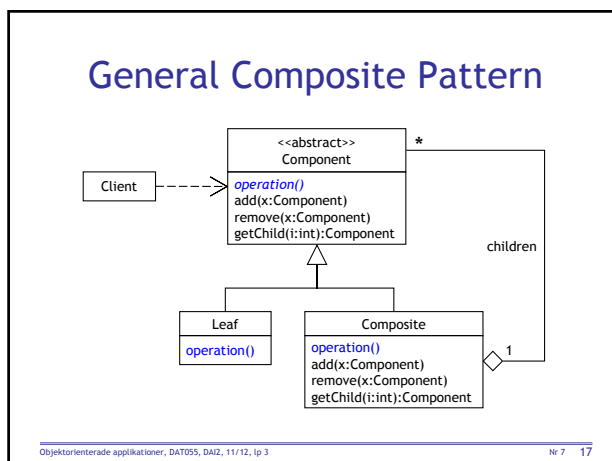 General Composite Pattern
<<abstract>>
Component
*
Client
operation()
add(x:Component)
remove(x:Component)
getChild(i:int):Component
children
Leaf
operation()
Composite
operation()
add(x:Component)
remove(x:Component)
getChild(i:int):Component
1
Objektorienterade applikationer, DAT055, DAI2, 11/12, lp 3
Nr 7 17